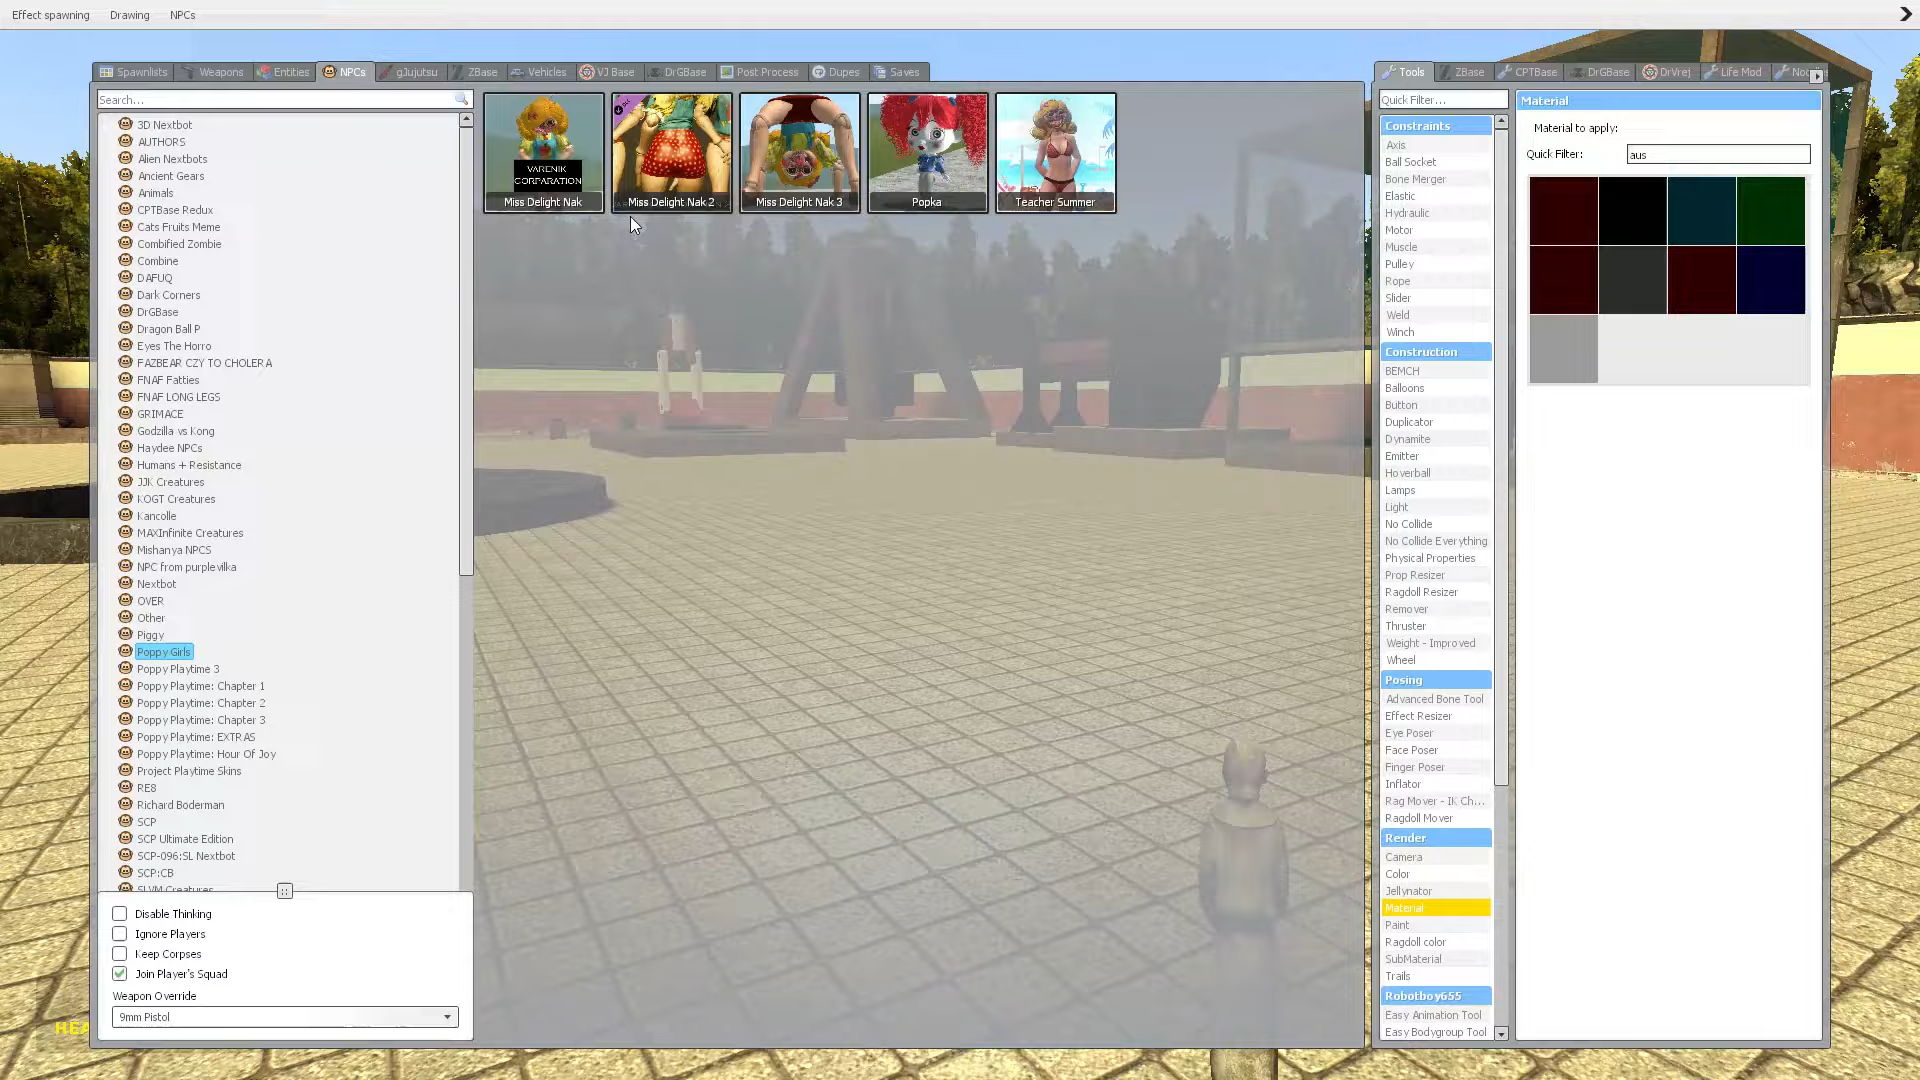 Effect spawning Drawing NPCs
Spawnlists Weapons Entities NPCs gJujutsu ZBase Vehicles VJ Base DrGBase Post Process Dupes Saves
Search...
3D Nextbot
AUTHORS
Alien Nextbots
Ancient Gears
Animals
CPTBase Redux
Cats Fruits Meme
Combified Zombie
Combine
DAFUQ
Dark Corners
DrGBase
Dragon Ball P
Eyes The Horro
FAZBEAR CZY TO CHOLERA
FNAF Fatties
FNAF LONG LEGS
GRIMACE
Godzilla vs Kong
Haydee NPCs
Humans + Resistance
JJK Creatures
KOGT Creatures
Kancolle
MAXInfinite Creatures
Mishanya NPCS
NPC from purplevilka
Nextbot
OVER
Other
Piggy
Poppy Girls
Poppy Playtime 3
Poppy Playtime: Chapter 1
Poppy Playtime: Chapter 2
Poppy Playtime: Chapter 3
Poppy Playtime: EXTRAS
Poppy Playtime: Hour Of Joy
Project Playtime Skins
RE8
Richard Boderman
SCP
SCP Ultimate Edition
SCP-096:SL Nextbot
SCP:CB
SLVM Creatures
Disable Thinking
Ignore Players
Keep Corpses
Join Player's Squad
Weapon Override
9mm Pistol
VARENIK
CORPARATION
Miss Delight Nak
Miss Delight Nak 2
Miss Delight Nak 3
Popka
Teacher Summer
Tools ZBase CPTBase DrGBase DrVrej Life Mod
Quick Filter...
Constraints
Axis
Ball Socket
Bone Merger
Elastic
Hydraulic
Motor
Muscle
Pulley
Rope
Slider
Weld
Winch
Construction
BEMCH
Balloons
Button
Duplicator
Dynamite
Emitter
Hoverball
Lamps
Light
No Collide
No Collide Everything
Physical Properties
Prop Resizer
Ragdoll Resizer
Remover
Thruster
Weight - Improved
Wheel
Posing
Advanced Bone Tool
Effect Resizer
Eye Poser
Face Poser
Finger Poser
Inflator
Rag Mover - IK Ch...
Ragdoll Mover
Render
Camera
Color
Jellynator
Material
Paint
Ragdoll color
SubMaterial
Trails
Robotboy655
Easy Animation Tool
Easy Bodygroup Tool
Material
Material to apply:
Quick Filter: aus